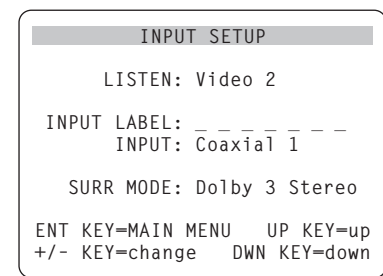 INPUT SETUP
LISTEN: Video 2
INPUT LABEL: _ _ _ _ _ _ _
INPUT: Coaxial 1
SURR MODE: Dolby 3 Stereo
ENT KEY=MAIN MENU UP KEY=up
+/- KEY=change DWN KEY=down